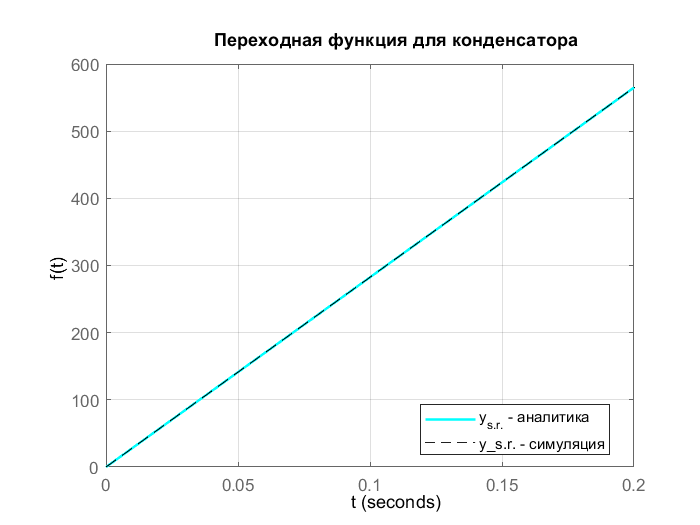 Переходная функция для конденсатора
600
500
400
300
200
100
0
f(t)
y_s.r. - аналитика
y_s.r. - симуляция
0
0.05
0.1
0.15
0.2
t (seconds)